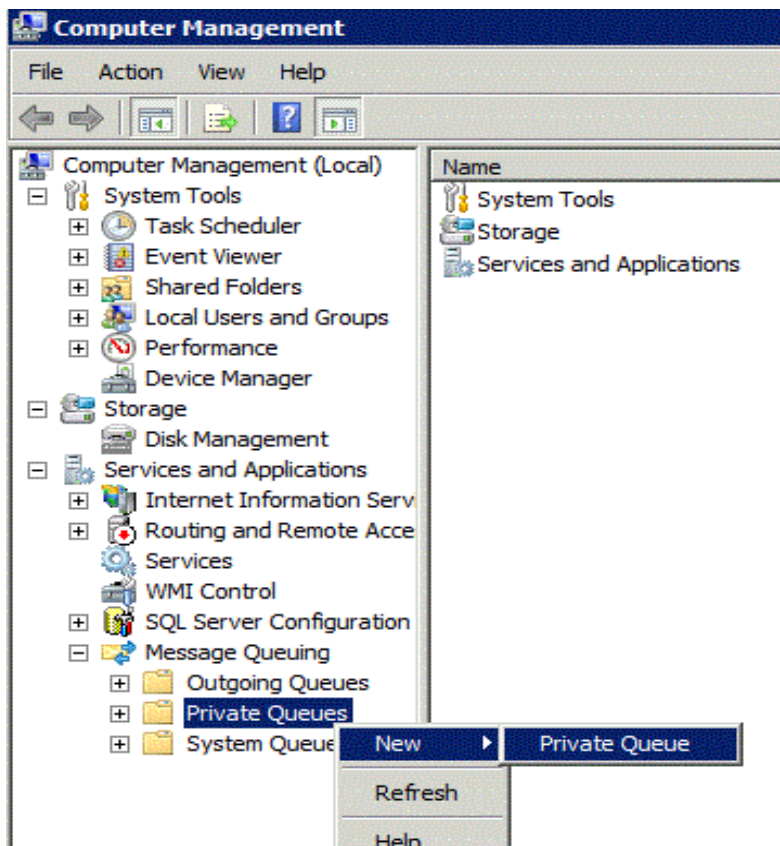 Computer Management
File Action View Help
Computer Management (Local)
System Tools
Task Scheduler
Event Viewer
Shared Folders
Local Users and Groups
Performance
Device Manager
Storage
Disk Management
Services and Applications
Internet Information Servi
Routing and Remote Acce
Services
WMI Control
SQL Server Configuration
Message Queuing
Outgoing Queues
Private Queues
System Queue
Name
System Tools
Storage
Services and Applications
New
Private Queue
Refresh
Help